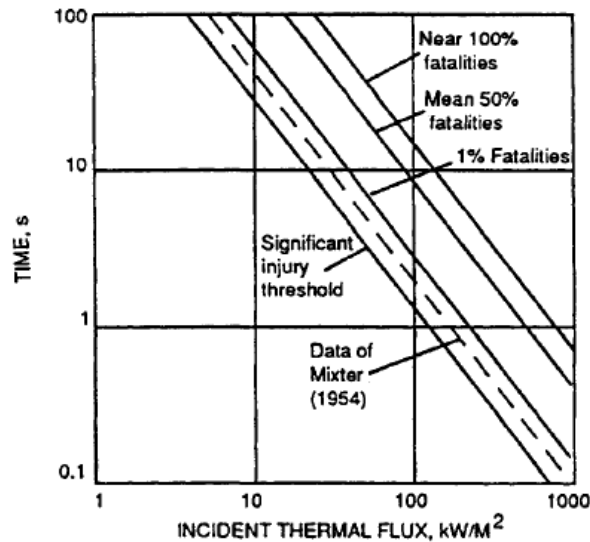 100
Near 100%
fatalities
Mean 50%
fatalities
10
1% Fatalities
TIME, s
Significant
injury
threshold
1
Data of
Mixter
(1954)
0.1
1 10 100 1000
INCIDENT THERMAL FLUX, kW/M²